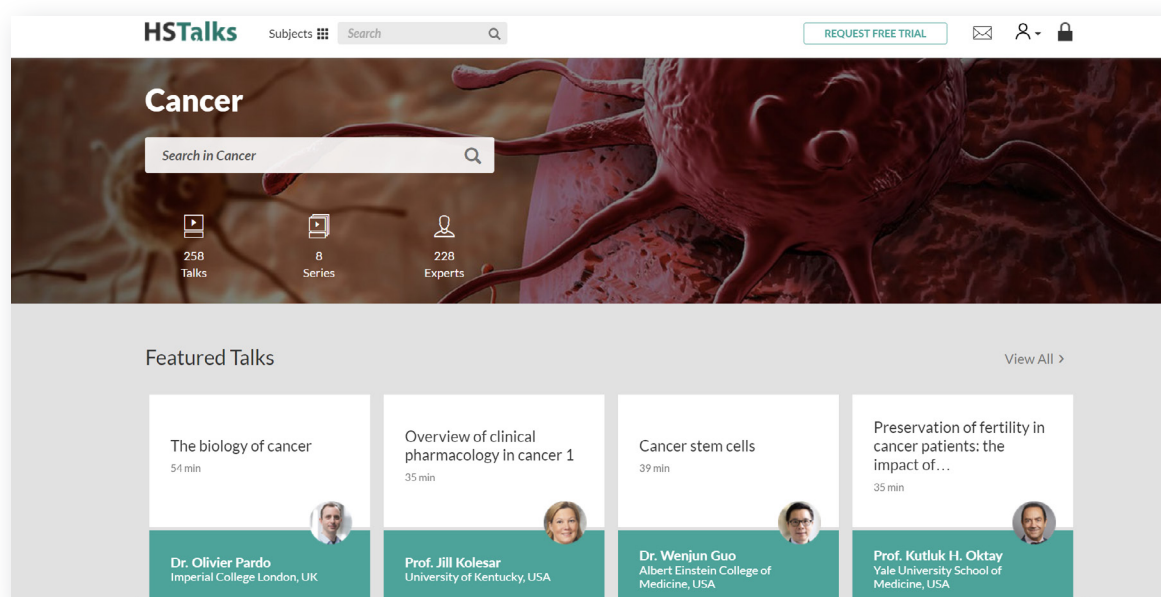 HSTalks
Subjects
Search
REQUEST FREE TRIAL
Cancer
Search in Cancer
258
Talks
8
Series
228
Experts
Featured Talks
View All >
The biology of cancer
54 min
Dr. Olivier Pardo
Imperial College London, UK
Overview of clinical
pharmacology in cancer 1
35 min
Prof. Jill Kolesar
University of Kentucky, USA
Cancer stem cells
39 min
Dr. Wenjun Guo
Albert Einstein College of
Medicine, USA
Preservation of fertility in
cancer patients: the
impact of…
35 min
Prof. Kutluk H. Oktay
Yale University School of
Medicine, USA